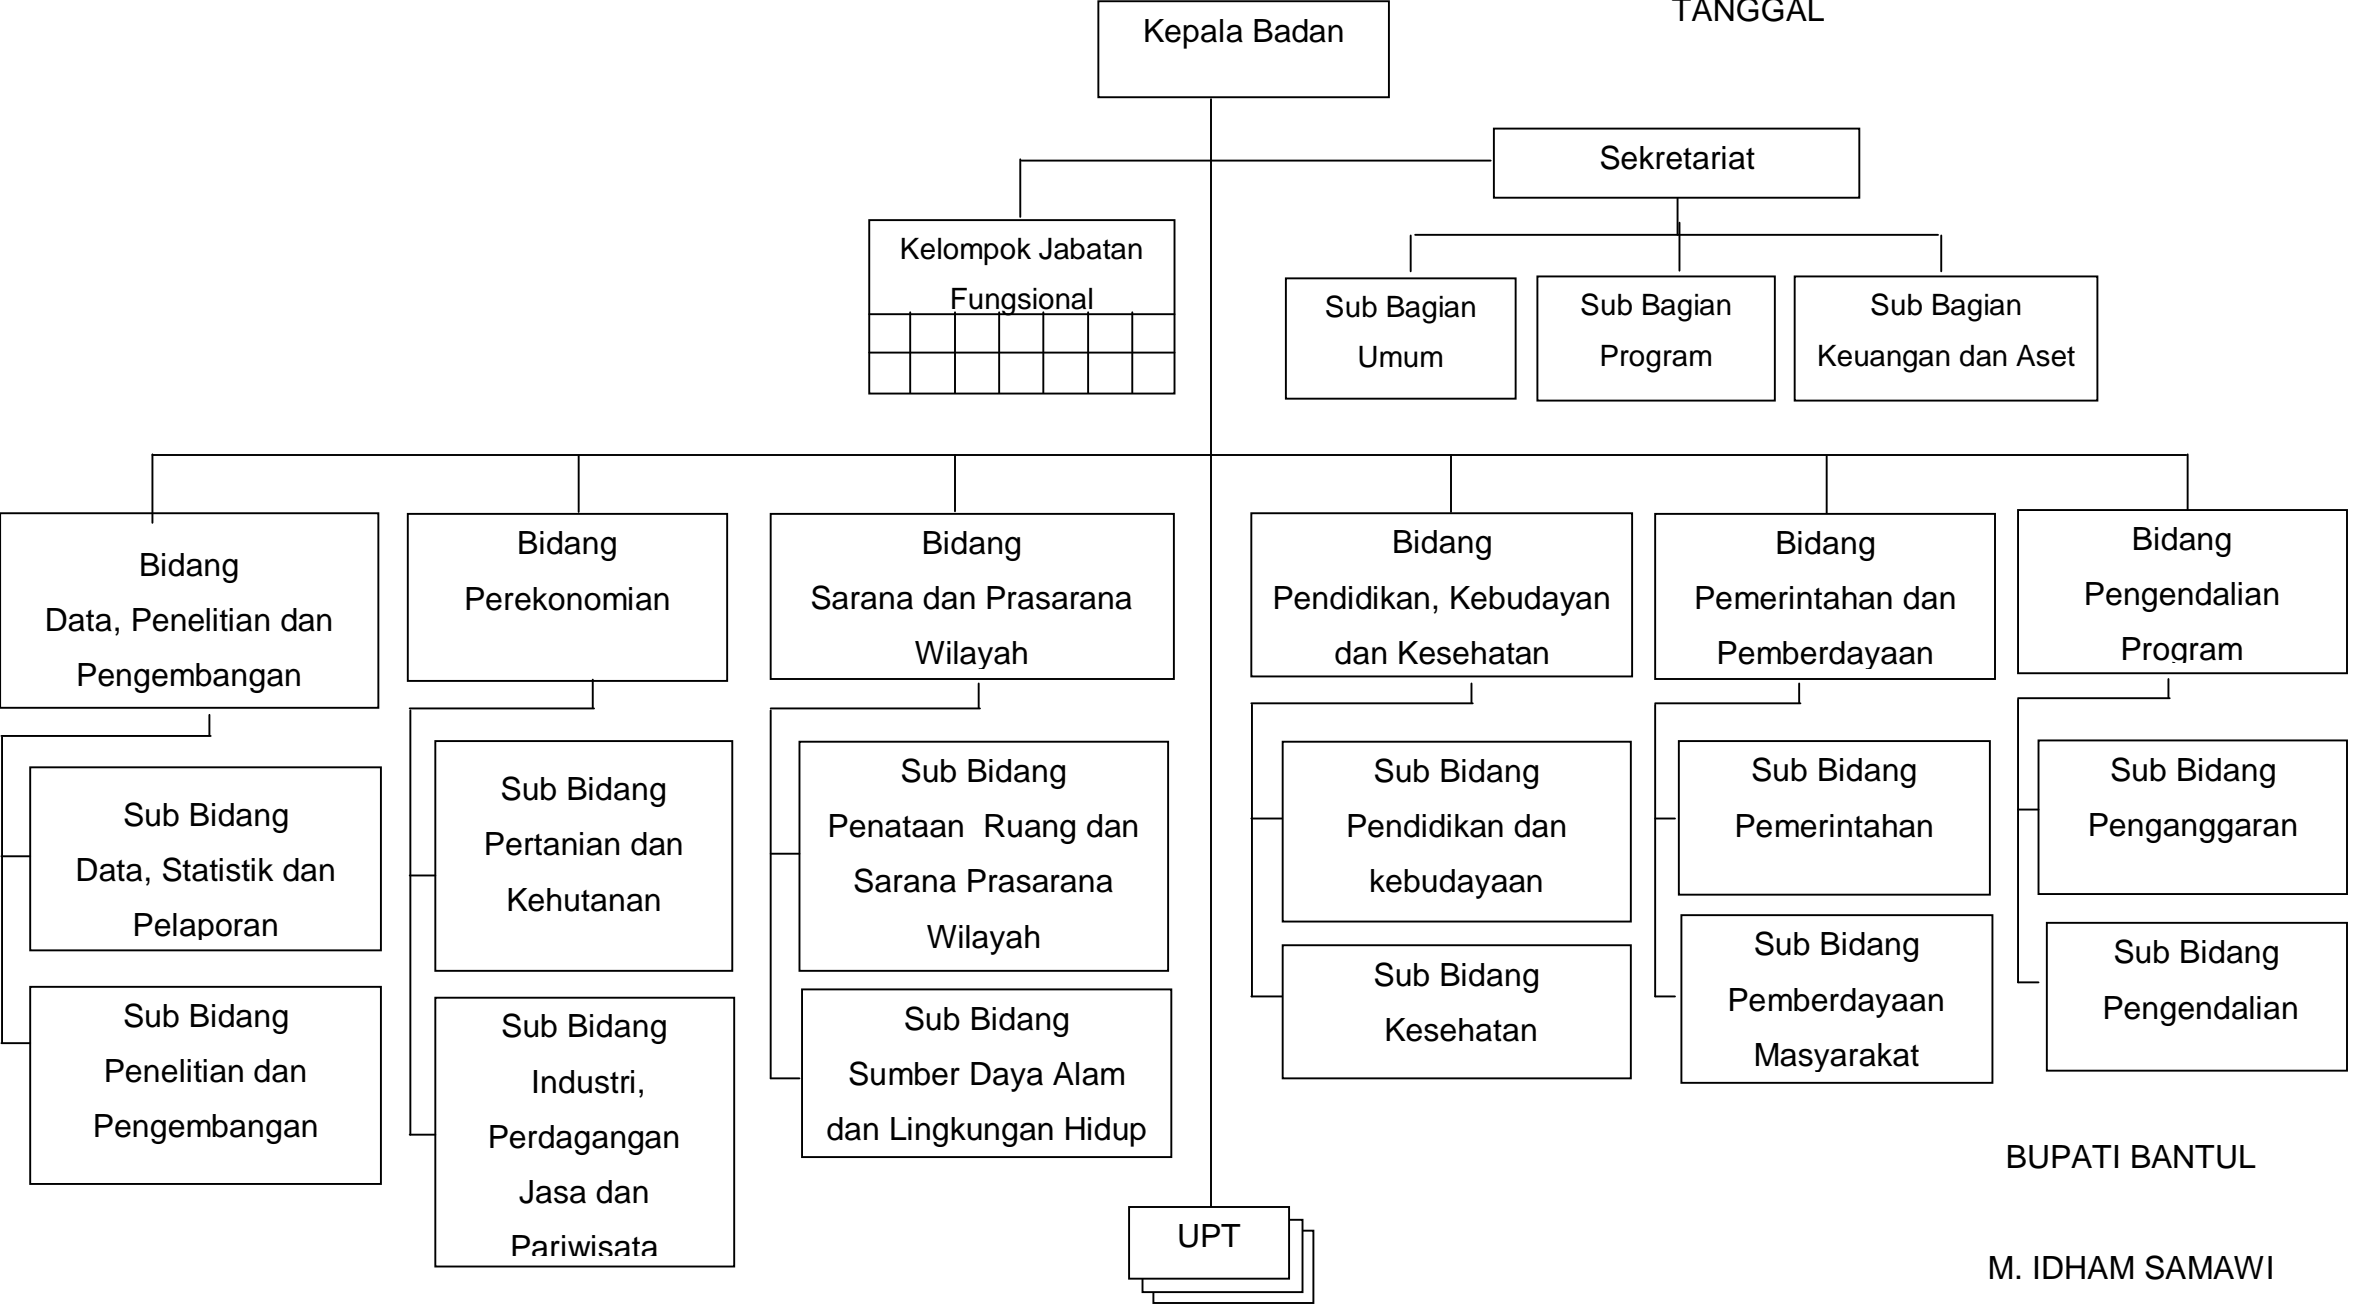 TANGGAL
Kepala Badan
Sekretariat
Kelompok Jabatan
Fungsional
Sub Bagian
Umum
Sub Bagian
Program
Sub Bagian
Keuangan dan Aset
Bidang
Data, Penelitian dan
Pengembangan
Bidang
Perekonomian
Bidang
Sarana dan Prasarana
Wilayah
Bidang
Pendidikan, Kebudayan
dan Kesehatan
Bidang
Pemerintahan dan
Pemberdayaan
Bidang
Pengendalian
Program
Sub Bidang
Data, Statistik dan
Pelaporan
Sub Bidang
Penelitian dan
Pengembangan
Sub Bidang
Pertanian dan
Kehutanan
Sub Bidang
Industri,
Perdagangan
Jasa dan
Pariwisata
Sub Bidang
Penataan  Ruang dan
Sarana Prasarana
Wilayah
Sub Bidang
Sumber Daya Alam
dan Lingkungan Hidup
Sub Bidang
Pendidikan dan
kebudayaan
Sub Bidang
Kesehatan
Sub Bidang
Pemerintahan
Sub Bidang
Pemberdayaan
Masyarakat
Sub Bidang
Penganggaran
Sub Bidang
Pengendalian
UPT
BUPATI BANTUL
M. IDHAM SAMAWI